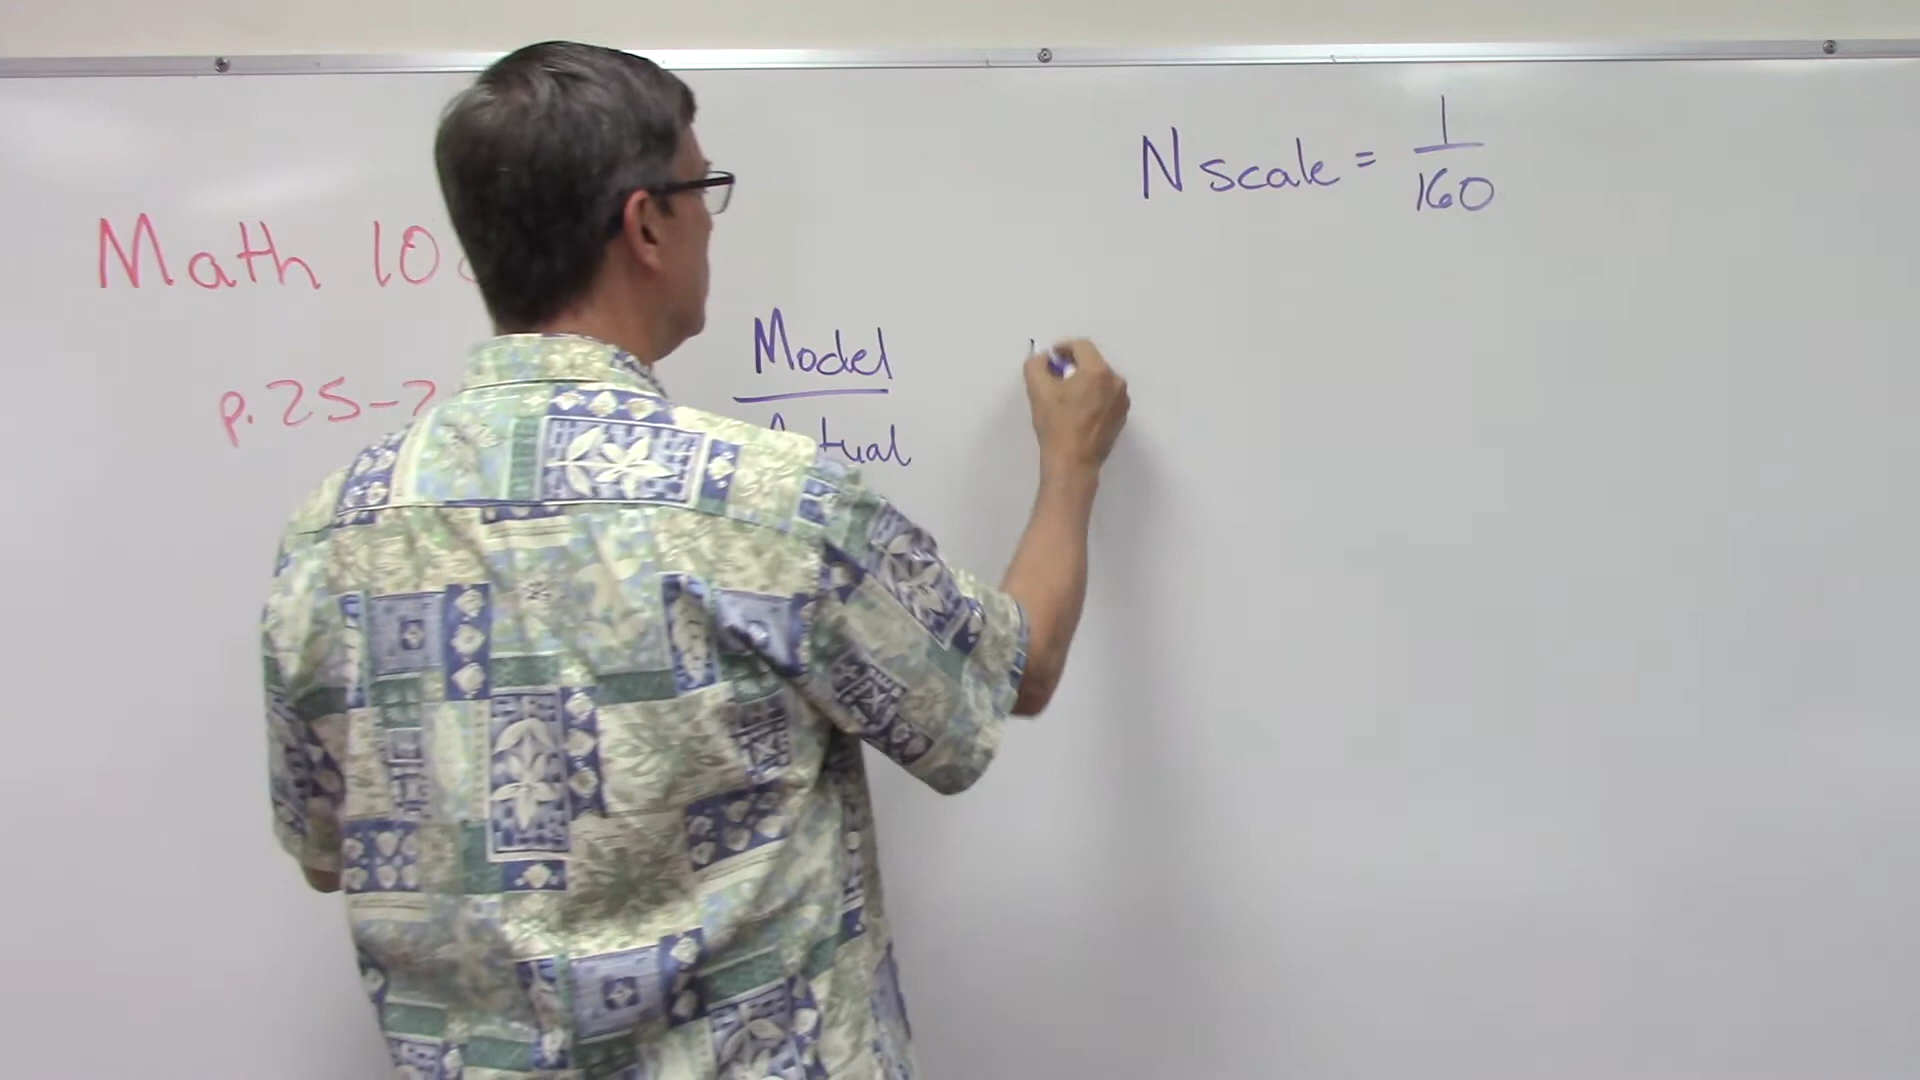 Math 10
p. 25-2
Model
Actual
N scale = 1/160